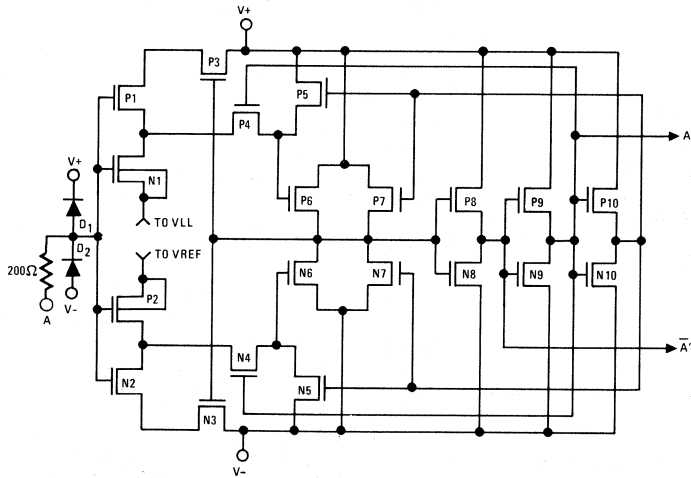 V+
P3
P1
P5
P4
A
V+
N1
P6
P7
P8
P9
P10
D1
TO VLL
D2
TO VREF
200Ω
N6
N7
N8
N9
N10
A
V-
P2
N4
A̅'
N2
N5
N3
V-